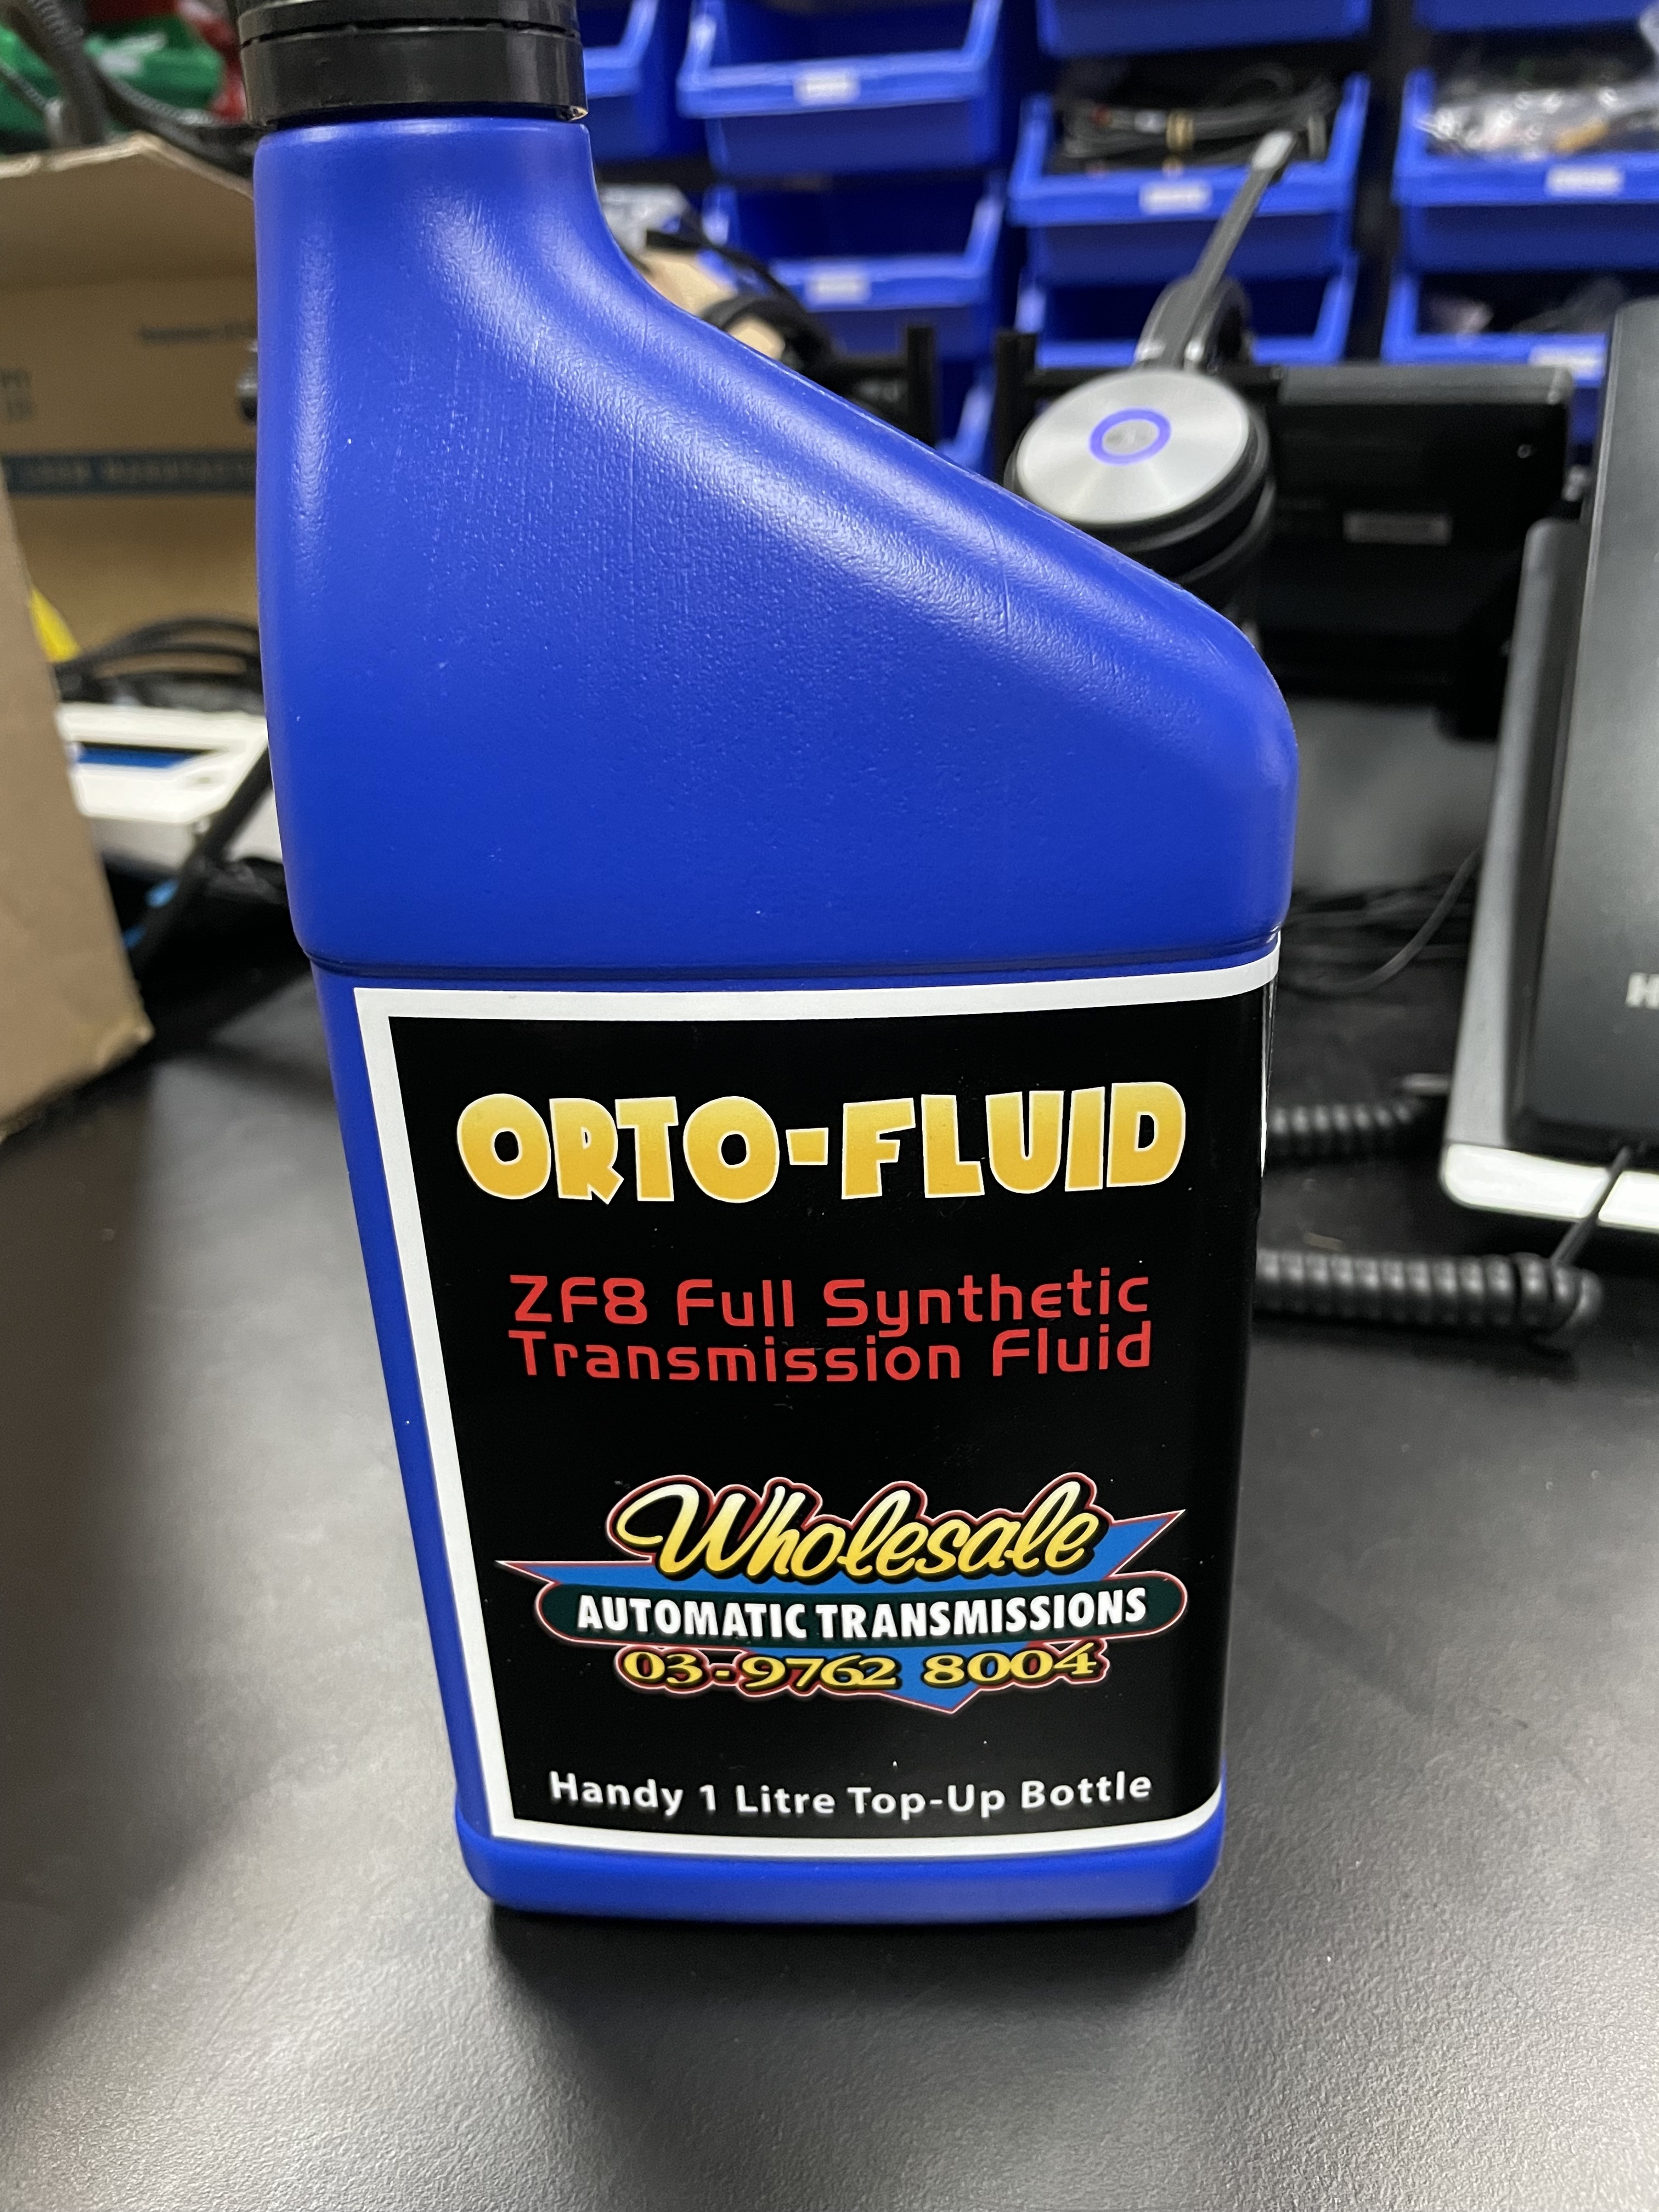 ORTO-FLUID
ZF8 Full Synthetic
Transmission Fluid
Wholesale
AUTOMATIC TRANSMISSIONS
03-9762 8004
Handy 1 Litre Top-Up Bottle